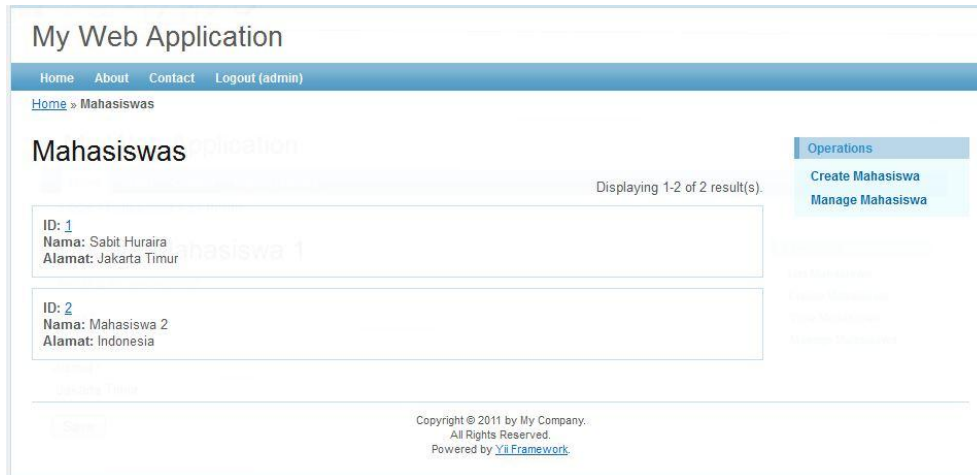 My Web Application
Home About Contact Logout (admin)
Home » Mahasiswas
Mahasiswas
Displaying 1-2 of 2 result(s).
ID: 1
Nama: Sabit Huraira
Alamat: Jakarta Timur
ID: 2
Nama: Mahasiswa 2
Alamat: Indonesia
Operations
Create Mahasiswa
Manage Mahasiswa
Copyright © 2011 by My Company.
All Rights Reserved.
Powered by Yii Framework.